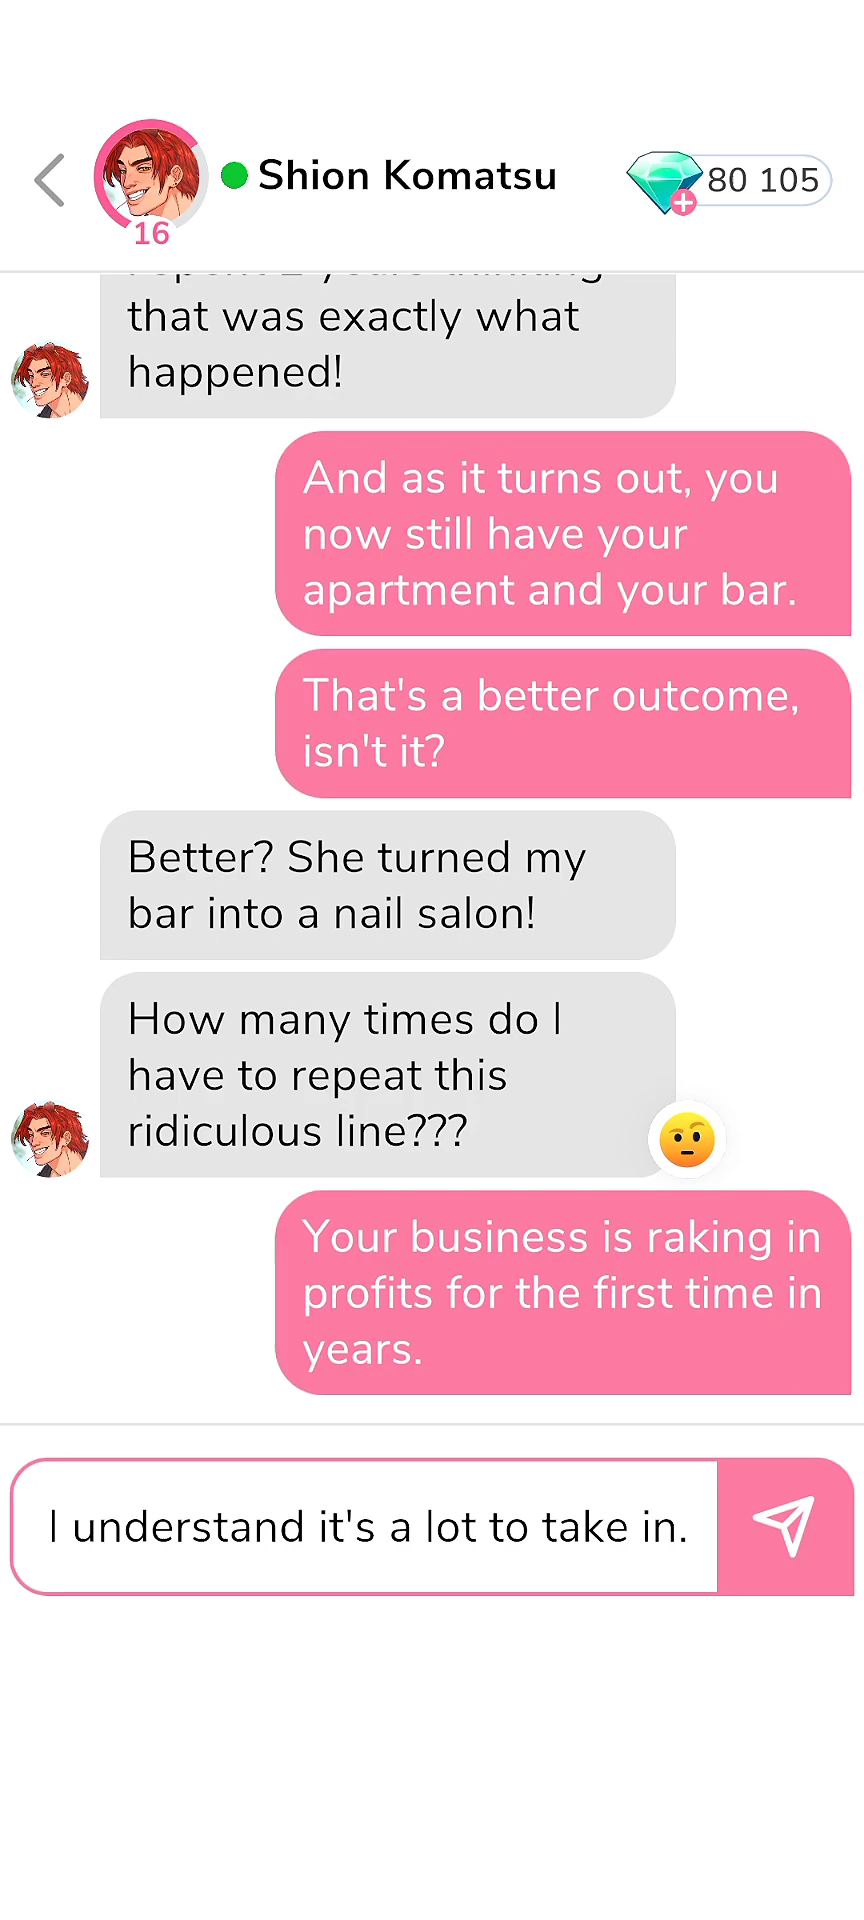 Shion Komatsu
80 105
16
that was exactly what
happened!
And as it turns out, you
now still have your
apartment and your bar.
That's a better outcome,
isn't it?
Better? She turned my
bar into a nail salon!
How many times do I
have to repeat this
ridiculous line???
Your business is raking in
profits for the first time in
years.
I understand it's a lot to take in.